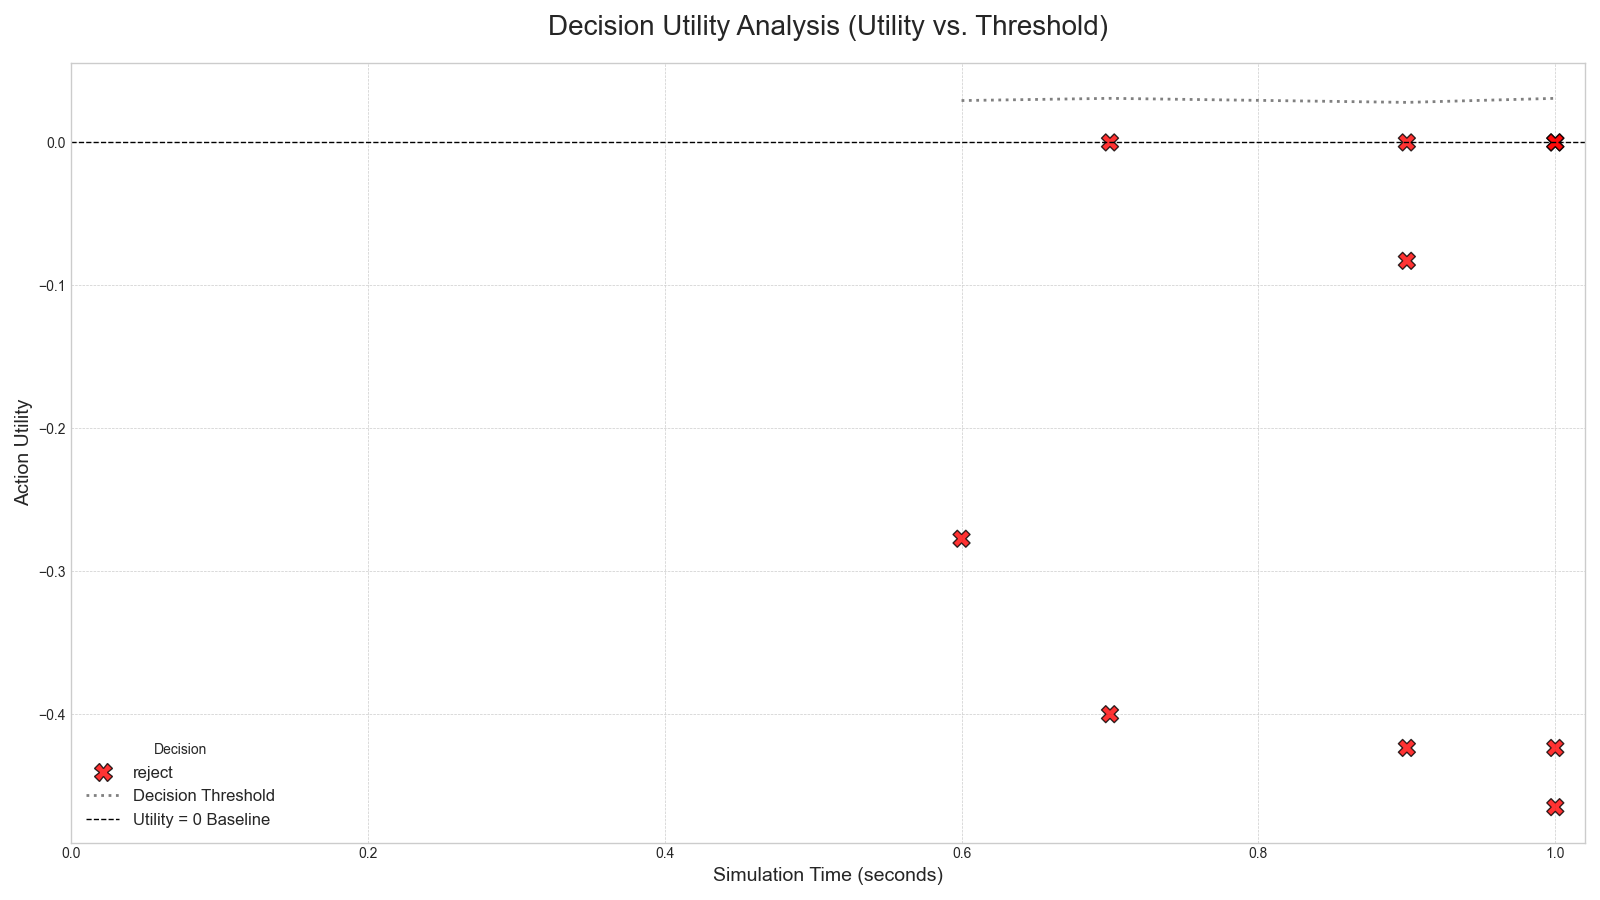 Decision Utility Analysis (Utility vs. Threshold)
Action Utility
0.0
−0.1
−0.2
−0.3
−0.4
Decision
reject
Decision Threshold
Utility = 0 Baseline
0.0 0.2 0.4 0.6 0.8 1.0
Simulation Time (seconds)